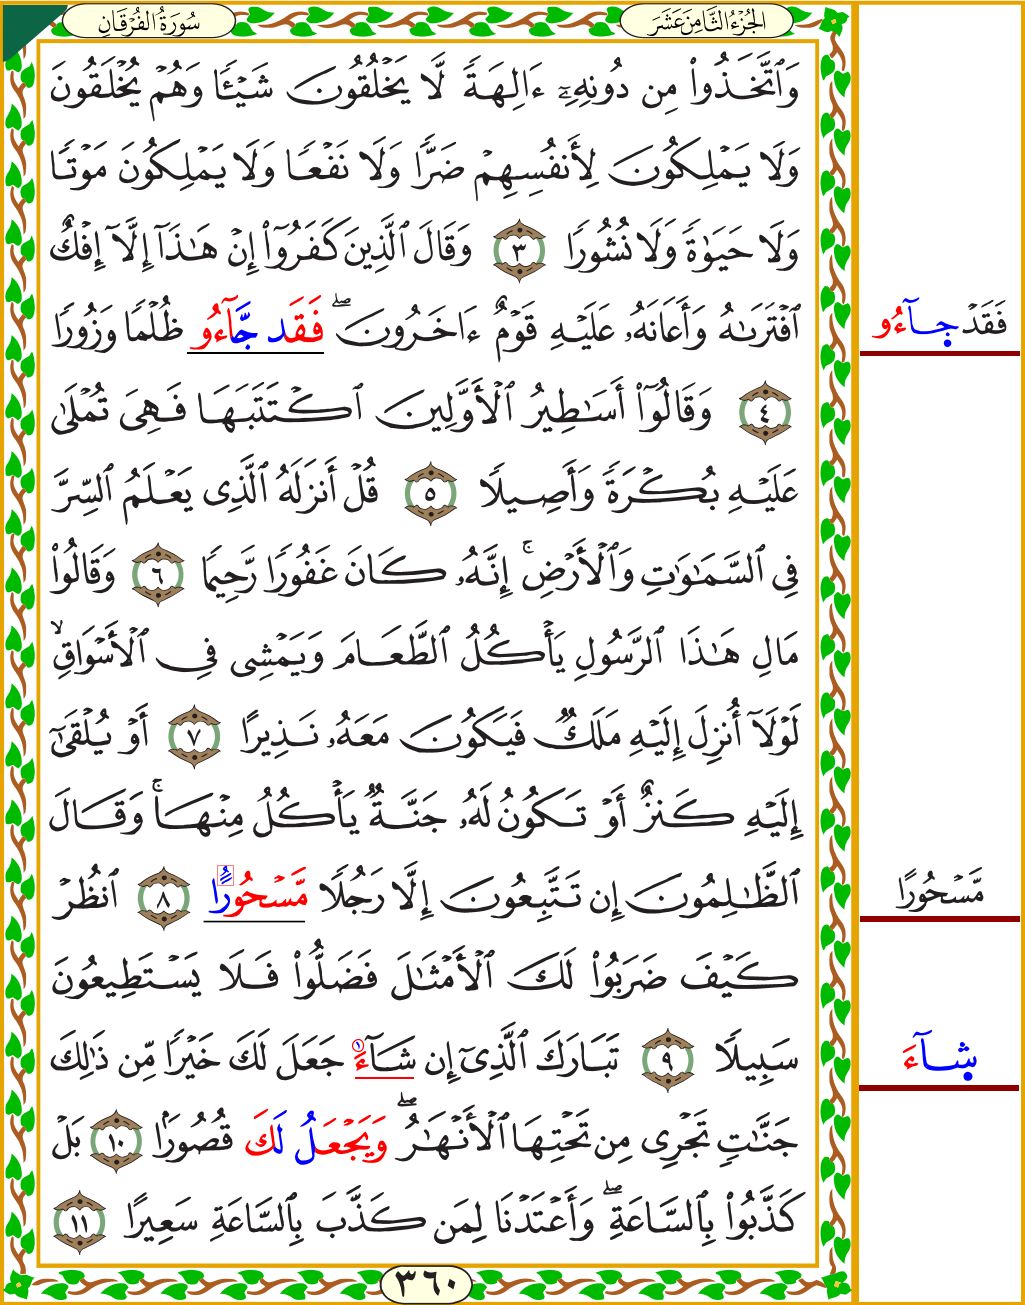 الجُزْءُ الثَّامِنَ عَشَرَ
سُورَةُ الفُرْقَانِ
وَٱتَّخَذُوا۟ مِن دُونِهِۦٓ ءَالِهَةً لَّا يَخْلُقُونَ شَيْـًٔا وَهُمْ يُخْلَقُونَ
وَلَا يَمْلِكُونَ لِأَنفُسِهِمْ ضَرًّا وَلَا نَفْعًا وَلَا يَمْلِكُونَ مَوْتًا
وَلَا حَيَوٰةً وَلَا نُشُورًا ٣ وَقَالَ ٱلَّذِينَ كَفَرُوٓا۟ إِنْ هَـٰذَآ إِلَّآ إِفْكٌ
ٱفْتَرَىٰهُ وَأَعَانَهُۥ عَلَيْهِ قَوْمٌ ءَاخَرُونَ ۖ فَقَد جَّآءُو ظُلْمًا وَزُورًا
فَقَدْ جَآءُو
٤ وَقَالُوٓا۟ أَسَـٰطِيرُ ٱلْأَوَّلِينَ ٱكْتَتَبَهَا فَهِىَ تُمْلَىٰ
عَلَيْهِ بُكْرَةً وَأَصِيلًا ٥ قُلْ أَنزَلَهُ ٱلَّذِى يَعْلَمُ ٱلسِّرَّ
فِى ٱلسَّمَـٰوَٰتِ وَٱلْأَرْضِ ۚ إِنَّهُۥ كَانَ غَفُورًا رَّحِيمًا ٦ وَقَالُوا۟
مَالِ هَـٰذَا ٱلرَّسُولِ يَأْكُلُ ٱلطَّعَامَ وَيَمْشِى فِى ٱلْأَسْوَاقِ ۙ
لَوْلَآ أُنزِلَ إِلَيْهِ مَلَكٌ فَيَكُونَ مَعَهُۥ نَذِيرًا ٧ أَوْ يُلْقَىٰٓ
إِلَيْهِ كَنزٌ أَوْ تَكُونُ لَهُۥ جَنَّةٌ يَأْكُلُ مِنْهَا ۚ وَقَالَ
ٱلظَّـٰلِمُونَ إِن تَتَّبِعُونَ إِلَّا رَجُلًا مَّسْحُورًا ٨ ٱنظُرْ
مَّسْحُورًا
كَيْفَ ضَرَبُوا۟ لَكَ ٱلْأَمْثَـٰلَ فَضَلُّوا۟ فَلَا يَسْتَطِيعُونَ
سَبِيلًا ٩ تَبَارَكَ ٱلَّذِىٓ إِن شَآءَ ١ جَعَلَ لَكَ خَيْرًا مِّن ذَٰلِكَ
شَآءَ
جَنَّـٰتٍ تَجْرِى مِن تَحْتِهَا ٱلْأَنْهَـٰرُ ۖ وَيَجْعَلُ لَكَ قُصُورًا ١٠ بَلْ
كَذَّبُوا۟ بِٱلسَّاعَةِ ۖ وَأَعْتَدْنَا لِمَن كَذَّبَ بِٱلسَّاعَةِ سَعِيرًا ١١
٣٦٠